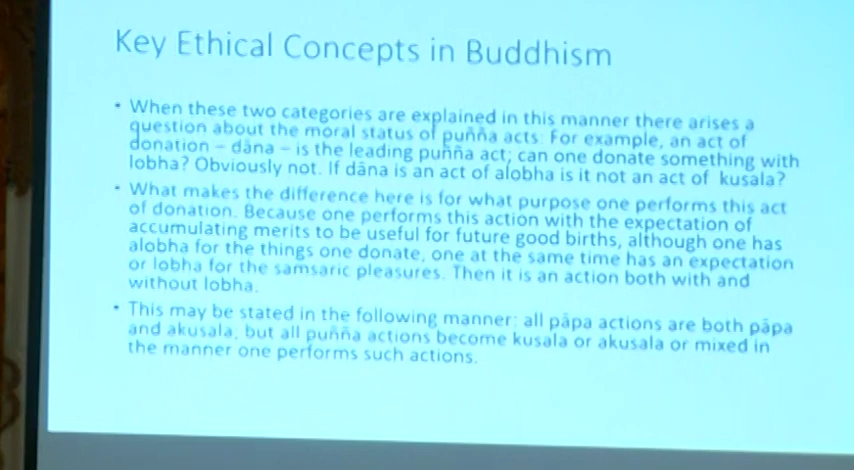 Key Ethical Concepts in Buddhism
• When these two categories are explained in this manner there arises a
question about the moral status of puñña acts. For example, an act of
donation – dāna – is the leading puñña act; can one donate something with
lobha? Obviously not. If dāna is an act of alobha is it not an act of kusala?
• What makes the difference here is for what purpose one performs this act
of donation. Because one performs this action with the expectation of
accumulating merits to be useful for future good births, although one has
alobha for the things one donate, one at the same time has an expectation
or lobha for the samsaric pleasures. Then it is an action both with and
without lobha.
• This may be stated in the following manner: all pāpa actions are both pāpa
and akusala, but all puñña actions become kusala or akusala or mixed in
the manner one performs such actions.